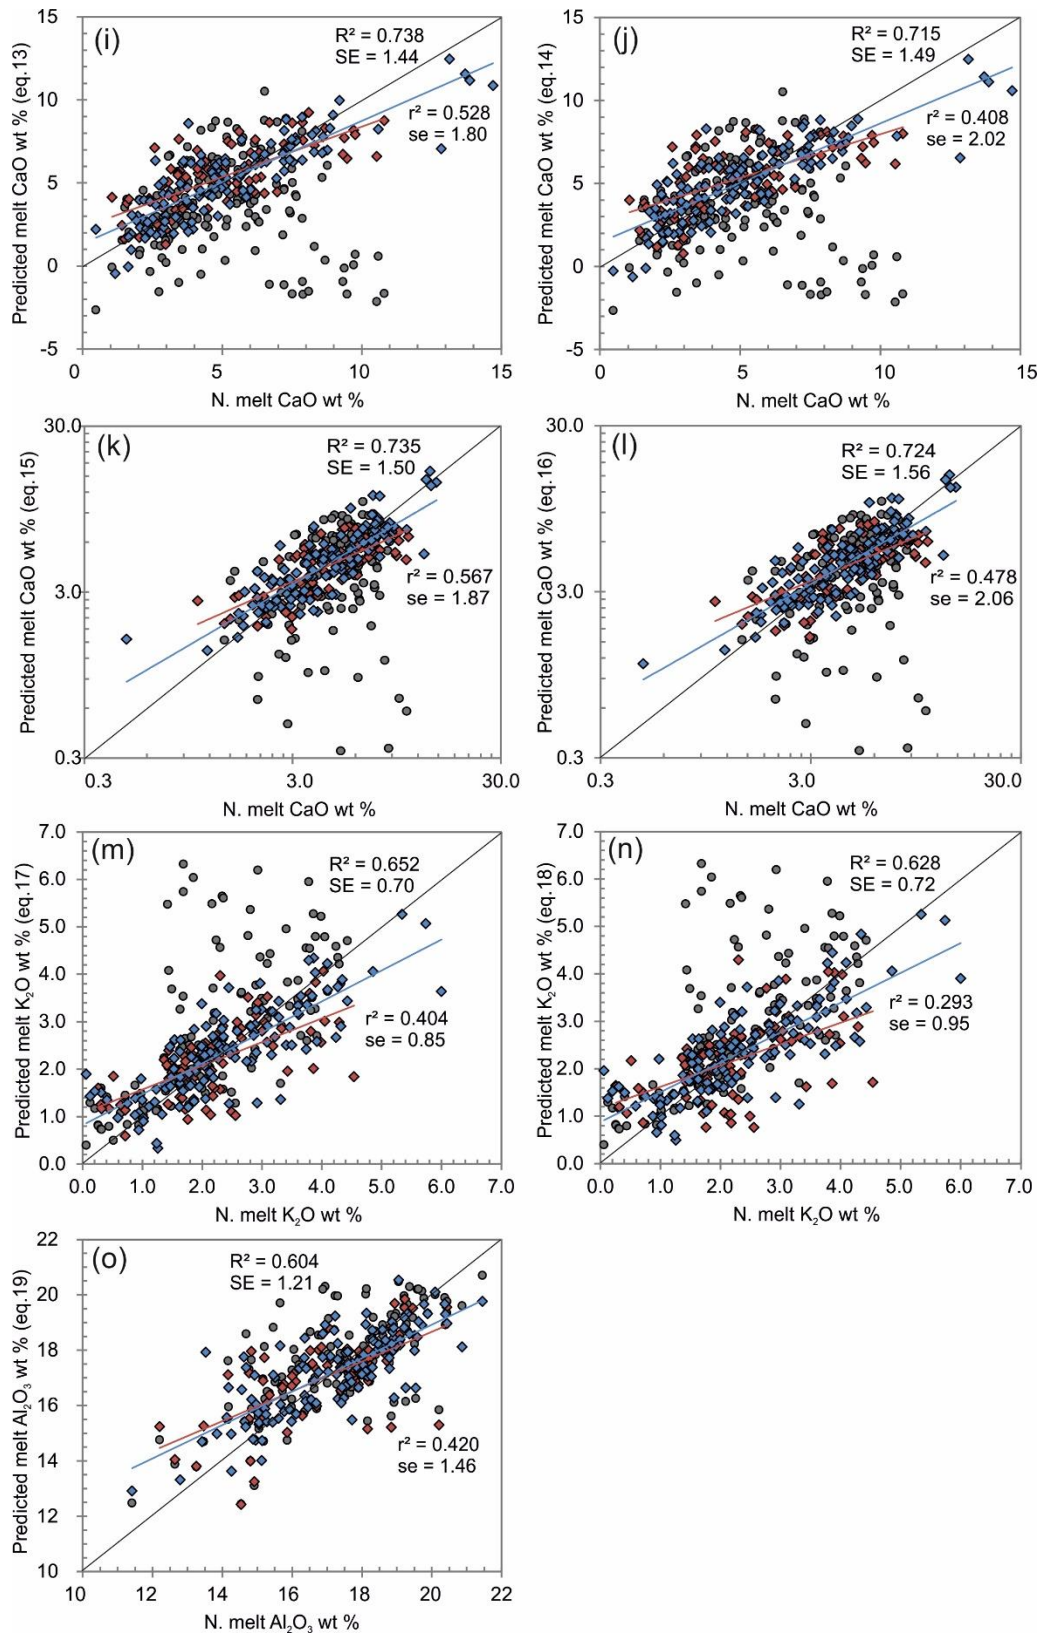 (i)
R² = 0.738
SE = 1.44
r² = 0.528
se = 1.80
Predicted melt CaO wt % (eq.13)
15
10
5
0
-5
0
5
10
15
N. melt CaO wt %
(j)
R² = 0.715
SE = 1.49
r² = 0.408
se = 2.02
Predicted melt CaO wt % (eq.14)
15
10
5
0
-5
0
5
10
15
N. melt CaO wt %
(k)
R² = 0.735
SE = 1.50
r² = 0.567
se = 1.87
Predicted melt CaO wt % (eq.15)
30.0
3.0
0.3
0.3
3.0
30.0
N. melt CaO wt %
(l)
R² = 0.724
SE = 1.56
r² = 0.478
se = 2.06
Predicted melt CaO wt % (eq.16)
30.0
3.0
0.3
0.3
3.0
30.0
N. melt CaO wt %
(m)
R² = 0.652
SE = 0.70
r² = 0.404
se = 0.85
Predicted melt K₂O wt % (eq.17)
7.0
6.0
5.0
4.0
3.0
2.0
1.0
0.0
0.0
1.0
2.0
3.0
4.0
5.0
6.0
7.0
N. melt K₂O wt %
(n)
R² = 0.628
SE = 0.72
r² = 0.293
se = 0.95
Predicted melt K₂O wt % (eq.18)
7.0
6.0
5.0
4.0
3.0
2.0
1.0
0.0
0.0
1.0
2.0
3.0
4.0
5.0
6.0
7.0
N. melt K₂O wt %
(o)
R² = 0.604
SE = 1.21
r² = 0.420
se = 1.46
Predicted melt Al₂O₃ wt % (eq.19)
22
20
18
16
14
12
10
10
12
14
16
18
20
22
N. melt Al₂O₃ wt %